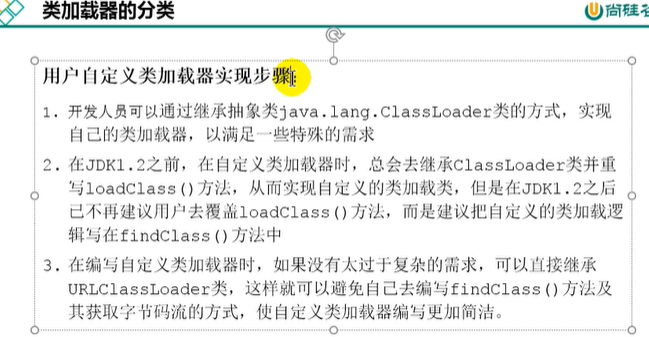 类加载器的分类
尚硅谷
用户自定义类加载器实现步骤：
1. 开发人员可以通过继承抽象类java.lang.ClassLoader类的方式，实现
自己的类加载器，以满足一些特殊的需求
2. 在JDK1.2之前，在自定义类加载器时，总会去继承ClassLoader类并重
写loadClass()方法，从而实现自定义的类加载类，但是在JDK1.2之后
已不再建议用户去覆盖loadClass()方法，而是建议把自定义的类加载逻
辑写在findClass()方法中
3. 在编写自定义类加载器时，如果没有太过于复杂的需求，可以直接继承
URLClassLoader类，这样就可以避免自己去编写findClass()方法及
其获取字节码流的方式，使自定义类加载器编写更加简洁。